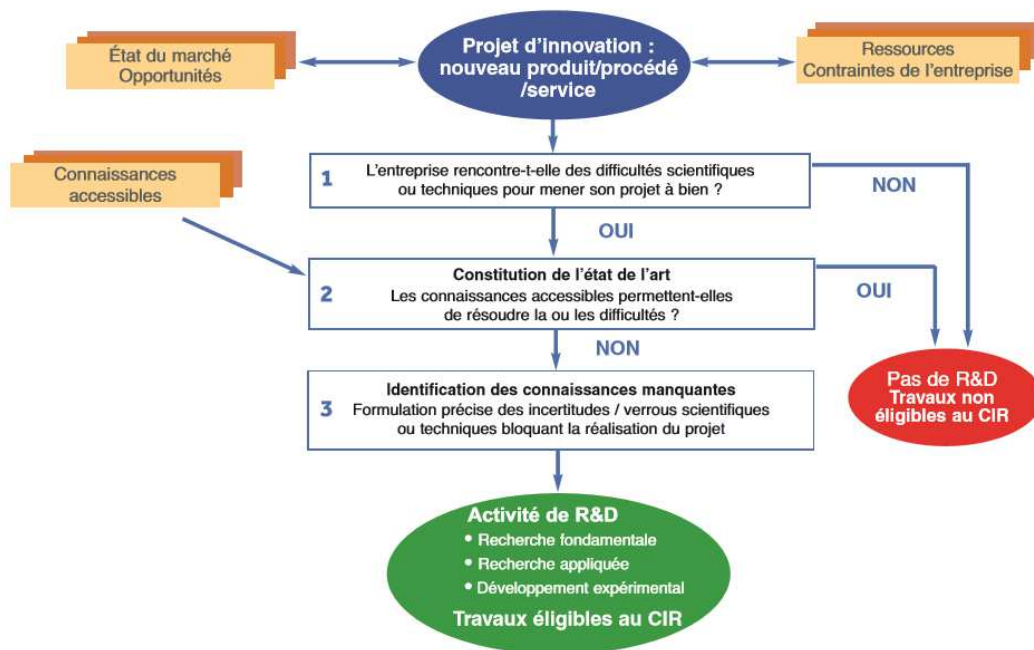 État du marché
Opportunités
Projet d'innovation :
nouveau produit/procédé
/service
Ressources
Contraintes de l'entreprise
Connaissances
accessibles
1
L'entreprise rencontre-t-elle des difficultés scientifiques
ou techniques pour mener son projet à bien ?
NON
OUI
2
Constitution de l'état de l'art
Les connaissances accessibles permettent-elles
de résoudre la ou les difficultés ?
OUI
NON
3
Identification des connaissances manquantes
Formulation précise des incertitudes / verrous scientifiques
ou techniques bloquant la réalisation du projet
Pas de R&D
Travaux non
éligibles au CIR
Activité de R&D
• Recherche fondamentale
• Recherche appliquée
• Développement expérimental
Travaux éligibles au CIR